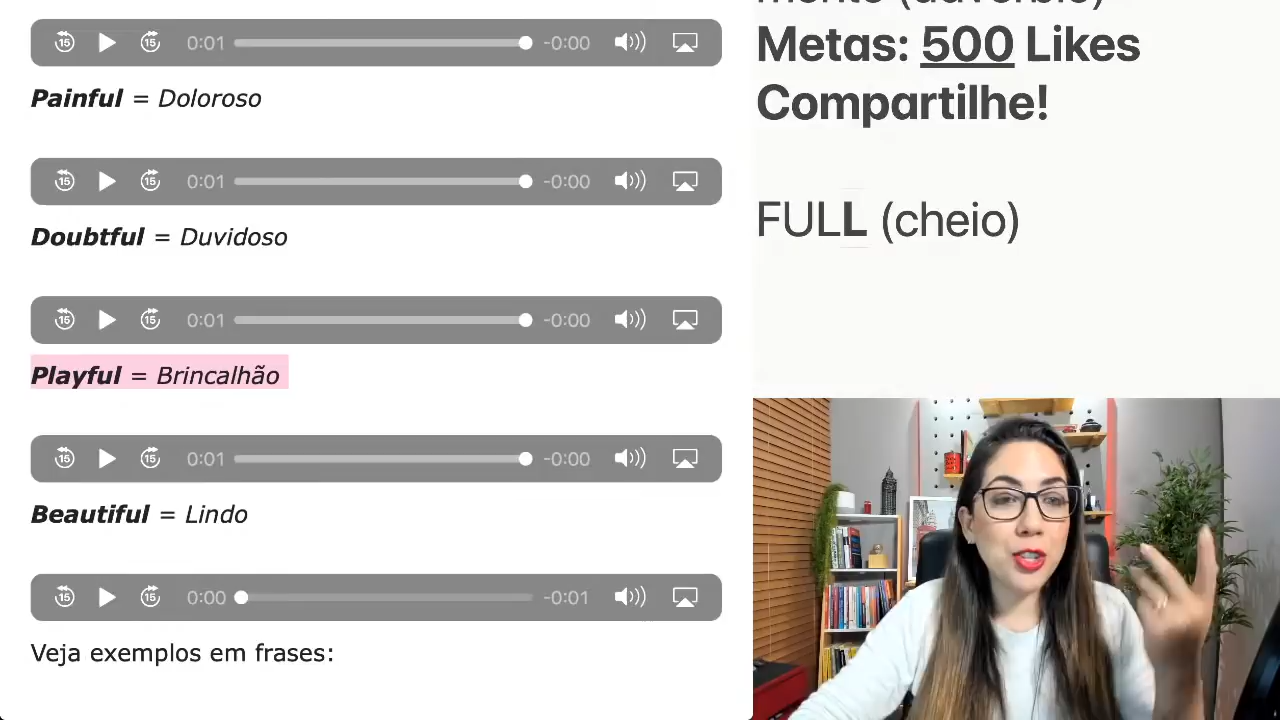 0:01 -0:00
Painful = Doloroso
0:01 -0:00
Doubtful = Duvidoso
0:01 -0:00
Playful = Brincalhão
0:01 -0:00
Beautiful = Lindo
0:00 -0:01
Veja exemplos em frases:
Metas: 500 Likes
Compartilhe!
FULL (cheio)